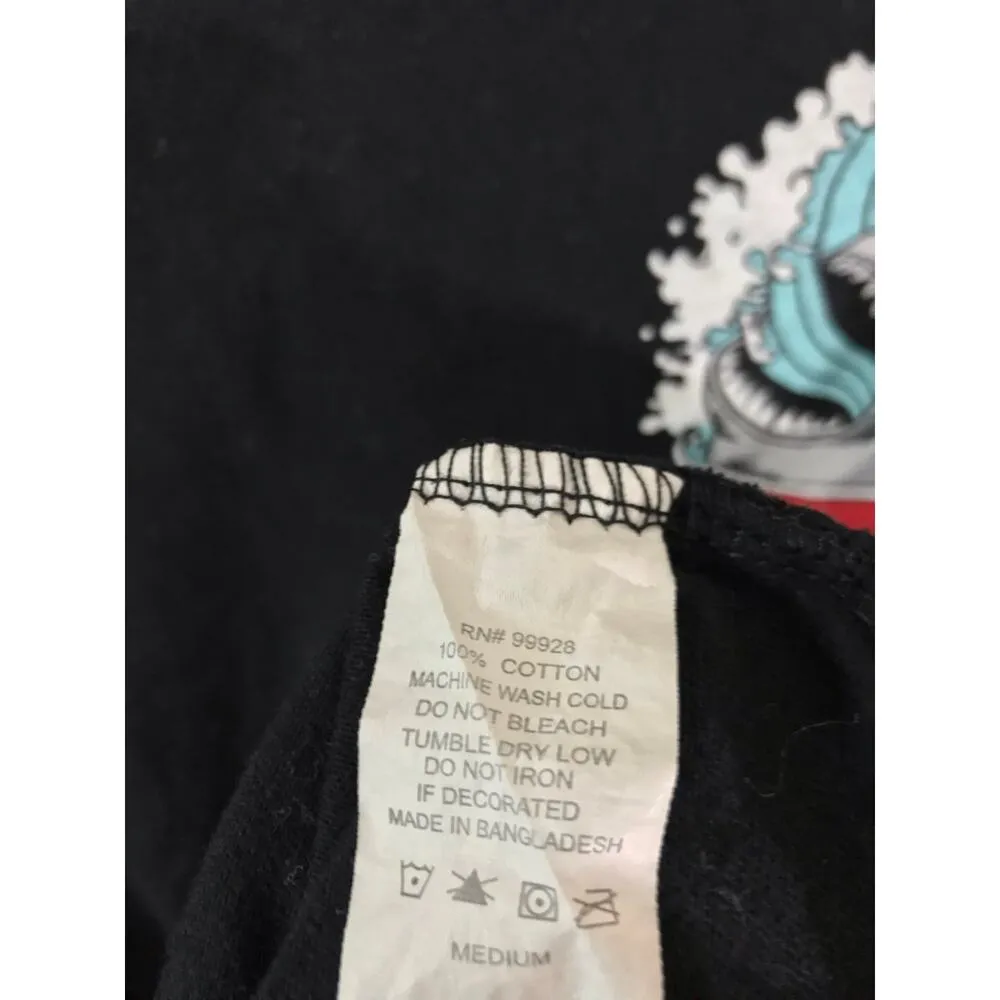 RN# 99928
100% COTTON
MACHINE WASH COLD
DO NOT BLEACH
TUMBLE DRY LOW
DO NOT IRON
IF DECORATED
MADE IN BANGLADESH
MEDIUM